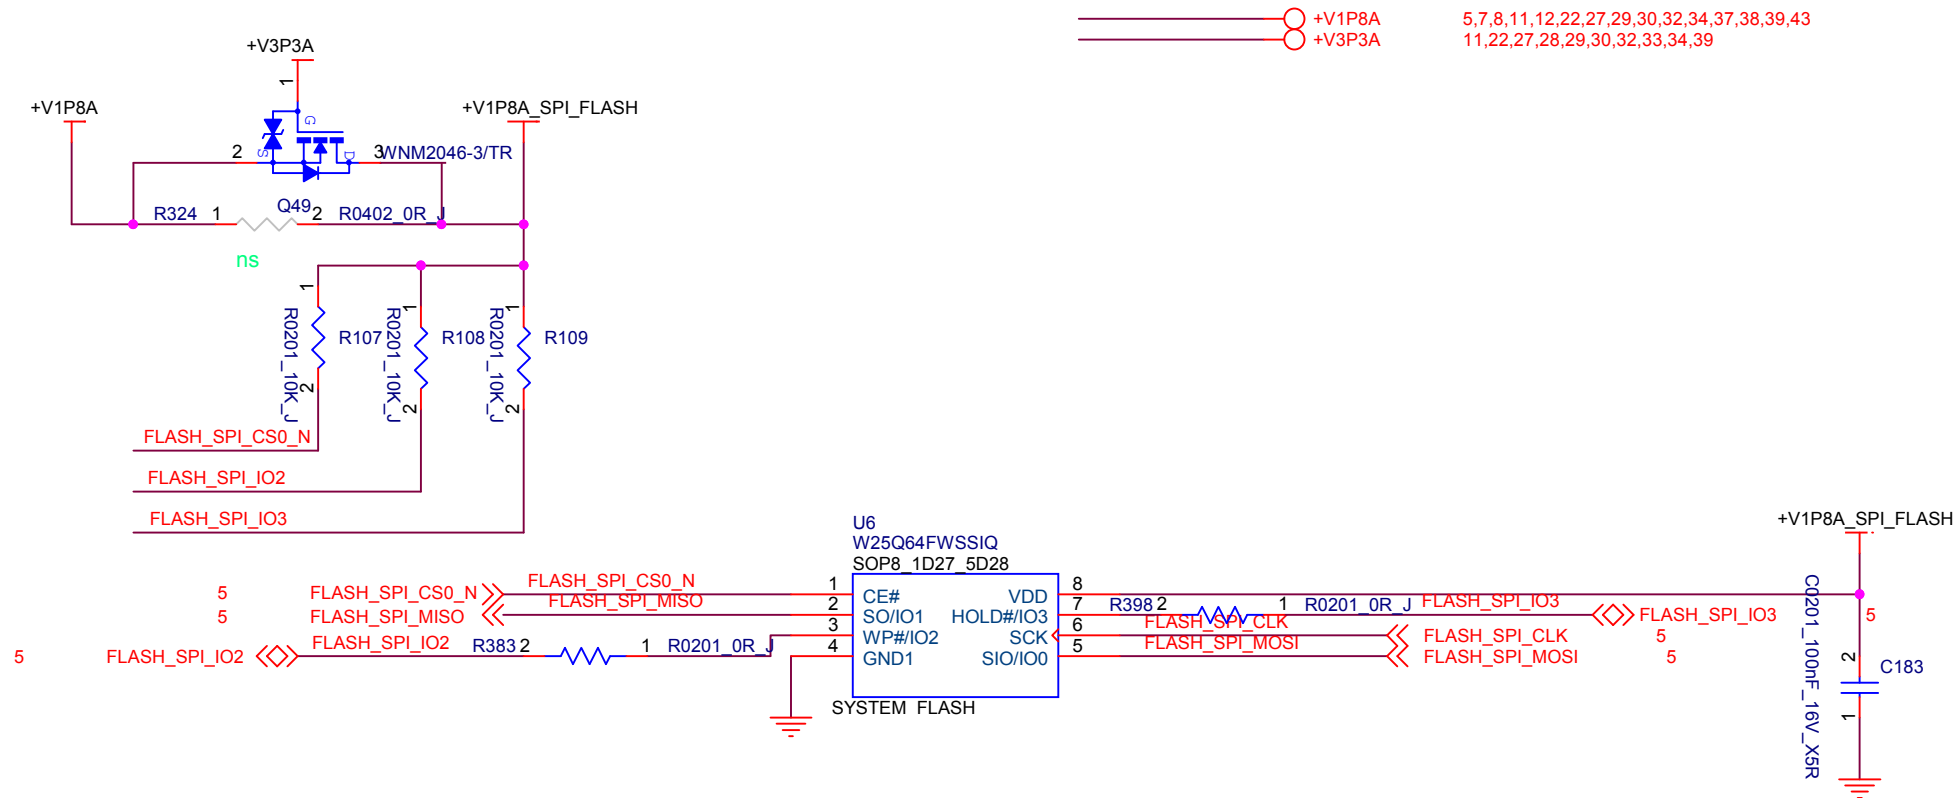 +V1P8A 5,7,8,11,12,22,27,29,30,32,34,37,38,39,43
+V3P3A 11,22,27,28,29,30,32,33,34,39
+V3P3A
1
+V1P8A
+V1P8A_SPI_FLASH
G
S
D
2
3
WNM2046-3/TR
Q49
R324 1
2 R0402_0R_J
ns
1
R0201_10K_J
R107
2
1
R0201_10K_J
R108
2
1
R0201_10K_J
R109
2
FLASH_SPI_CS0_N
FLASH_SPI_IO2
FLASH_SPI_IO3
U6
W25Q64FWSSIQ
SOP8_1D27_5D28
5 FLASH_SPI_CS0_N FLASH_SPI_CS0_N 1 CE#
5 FLASH_SPI_MISO FLASH_SPI_MISO 2 SO/IO1
3 WP#/IO2
5 FLASH_SPI_IO2 FLASH_SPI_IO2 R383 2 1 R0201_0R_J 4 GND1
VDD 8
HOLD#/IO3 7 R398 2 1 R0201_0R_J FLASH_SPI_IO3 FLASH_SPI_IO3 5
SCK 6 FLASH_SPI_CLK FLASH_SPI_CLK 5
SIO/IO0 5 FLASH_SPI_MOSI FLASH_SPI_MOSI 5
SYSTEM FLASH
+V1P8A_SPI_FLASH
C0201_100nF_16V_X5R
2
C183
1